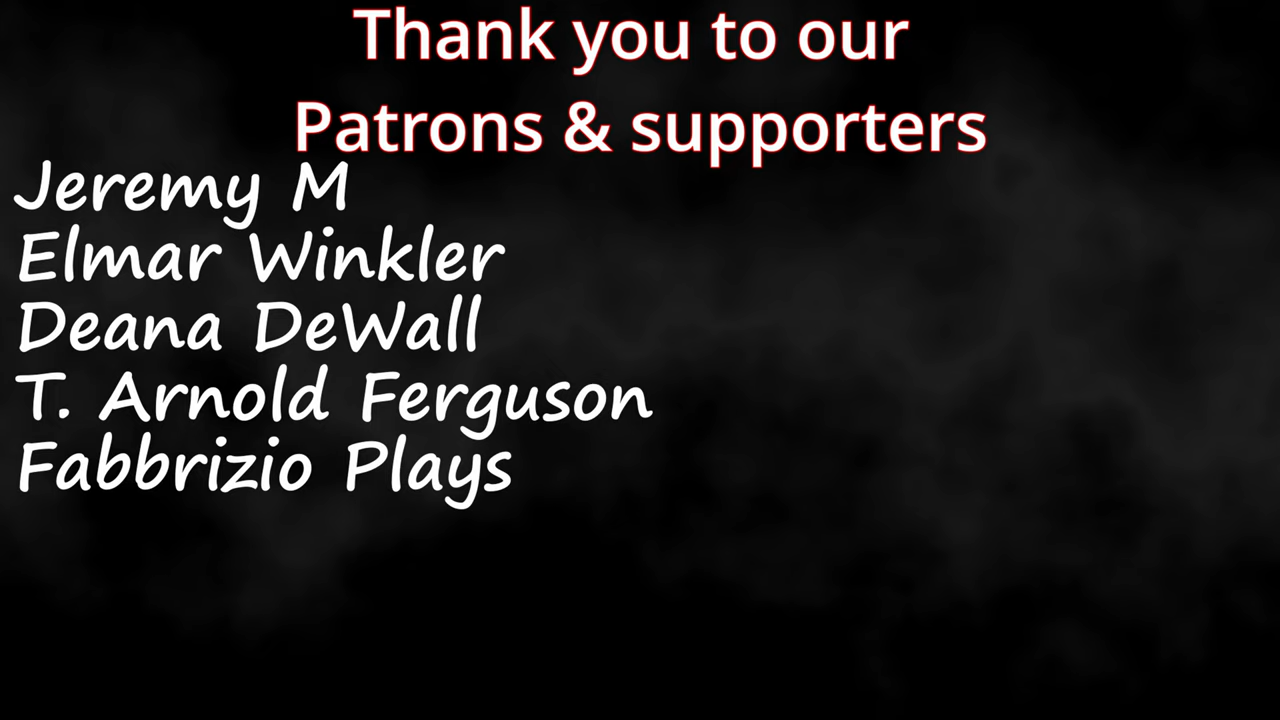 Thank you to our
Patrons & supporters
Jeremy M
Elmar Winkler
Deana DeWall
T. Arnold Ferguson
Fabbrizio Plays